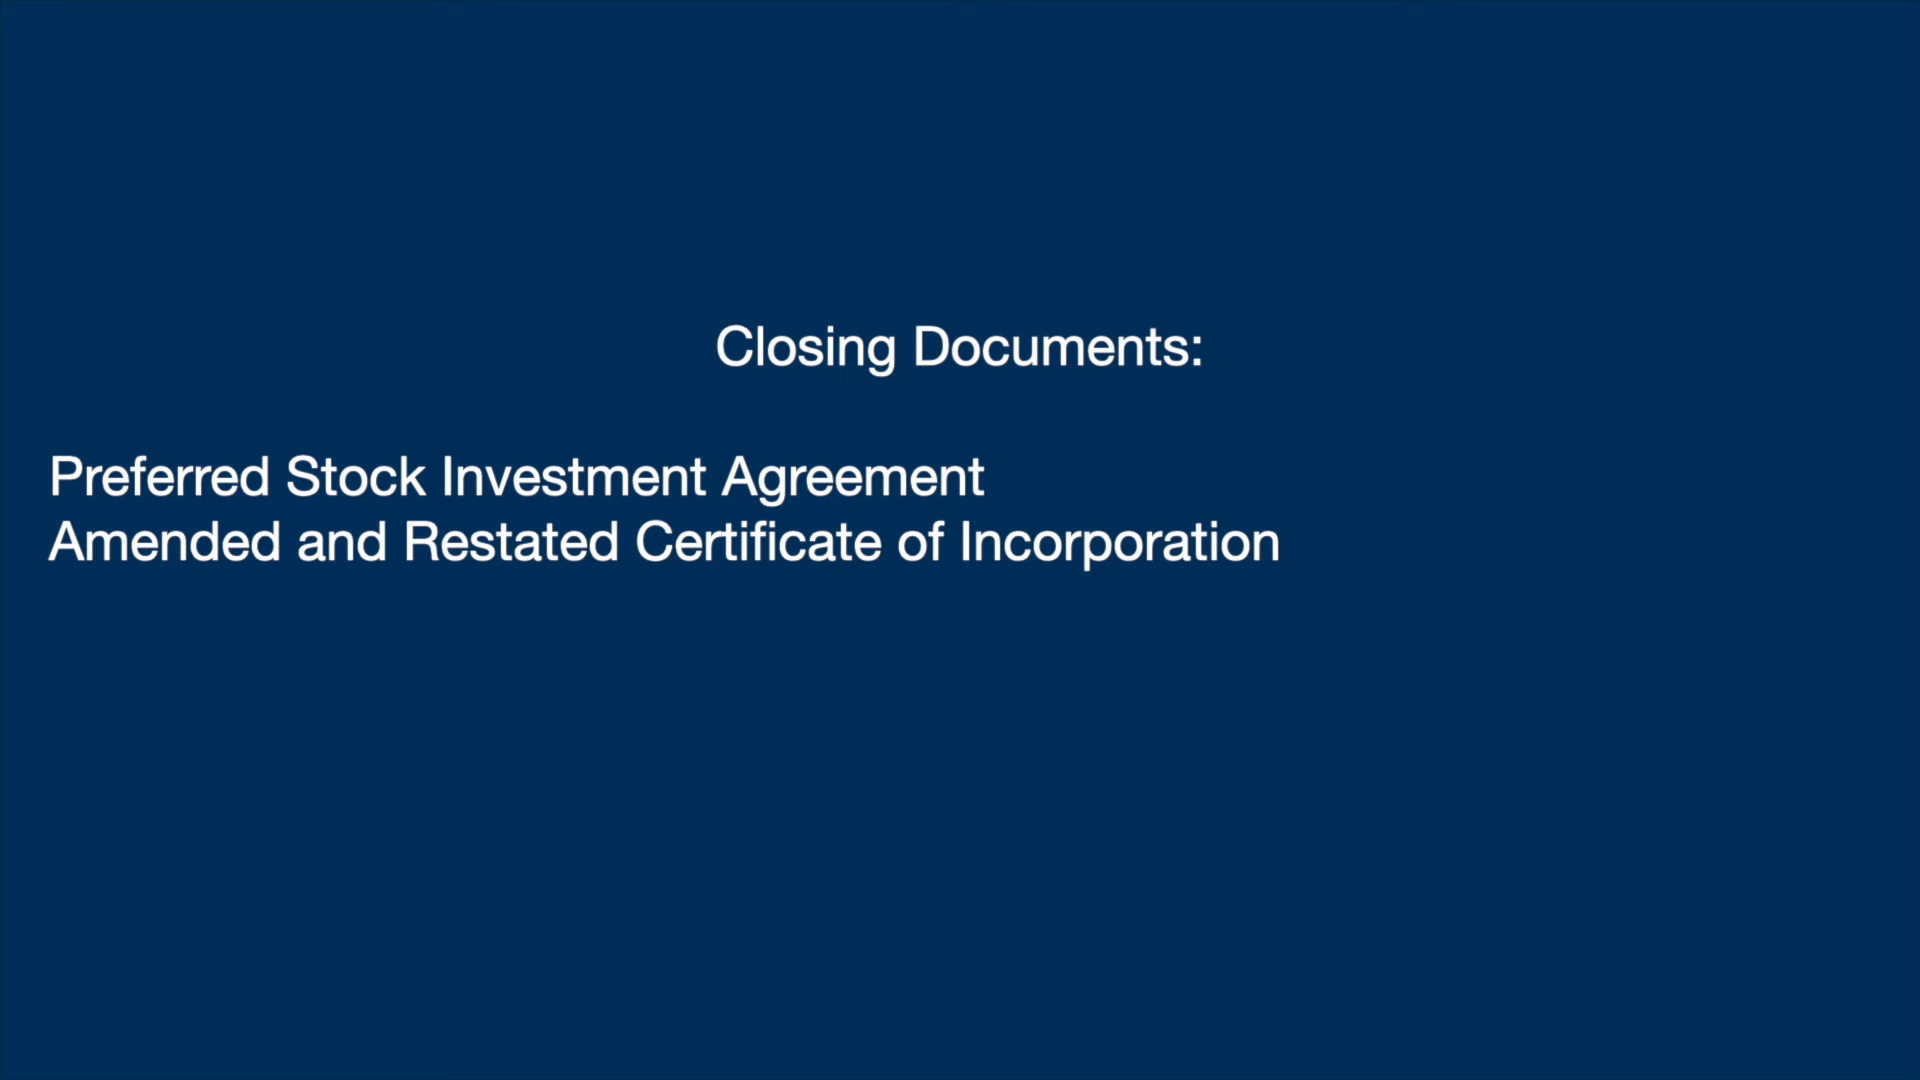 Closing Documents:
Preferred Stock Investment Agreement
Amended and Restated Certificate of Incorporation